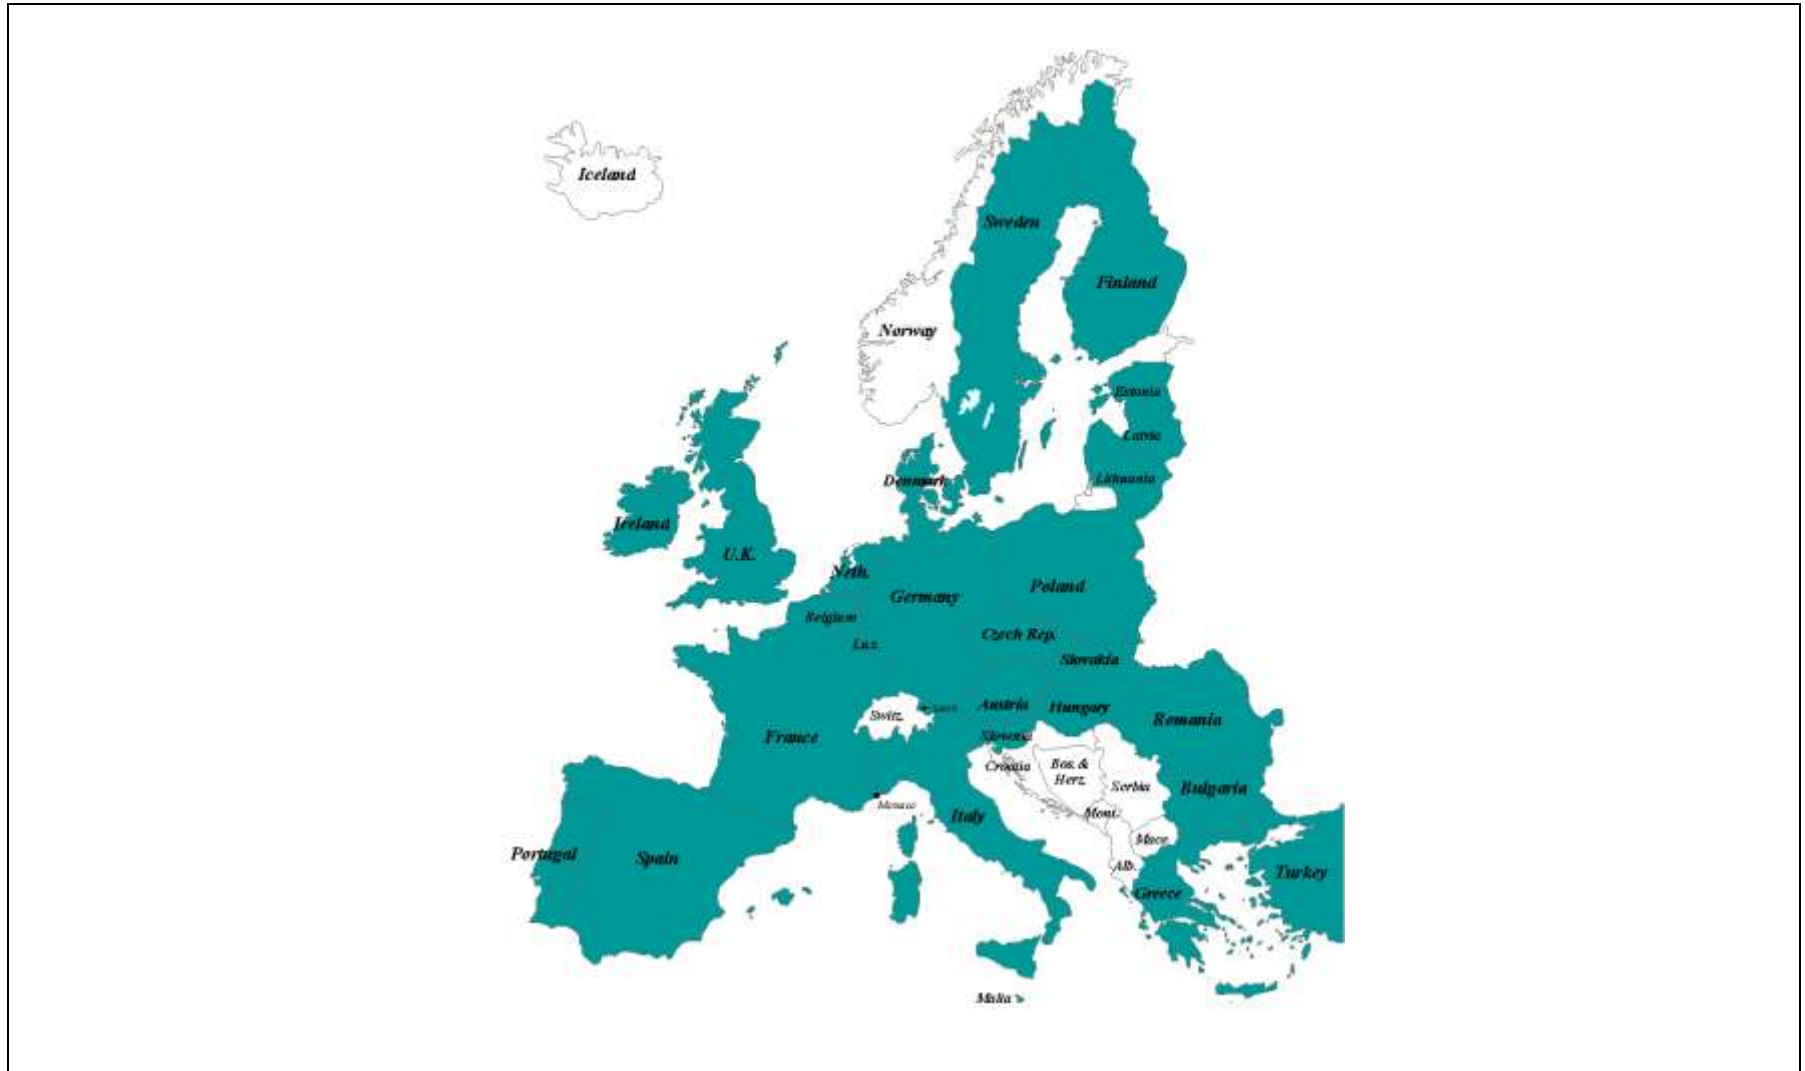 Iceland
Sweden
Finland
Norway
Estonia
Latvia
Lithuania
Denmark
Ireland
U.K.
Neth.
Germany
Poland
Belgium
Czech Rep.
Lux.
Slovakia
Switz.
Austria
Hungary
Romania
France
Slovenia
Croatia
Bos. &
Herz.
Serbia
Bulgaria
Monaco
Italy
Mont.
Mace.
Portugal
Spain
Alb.
Turkey
Greece
Malta